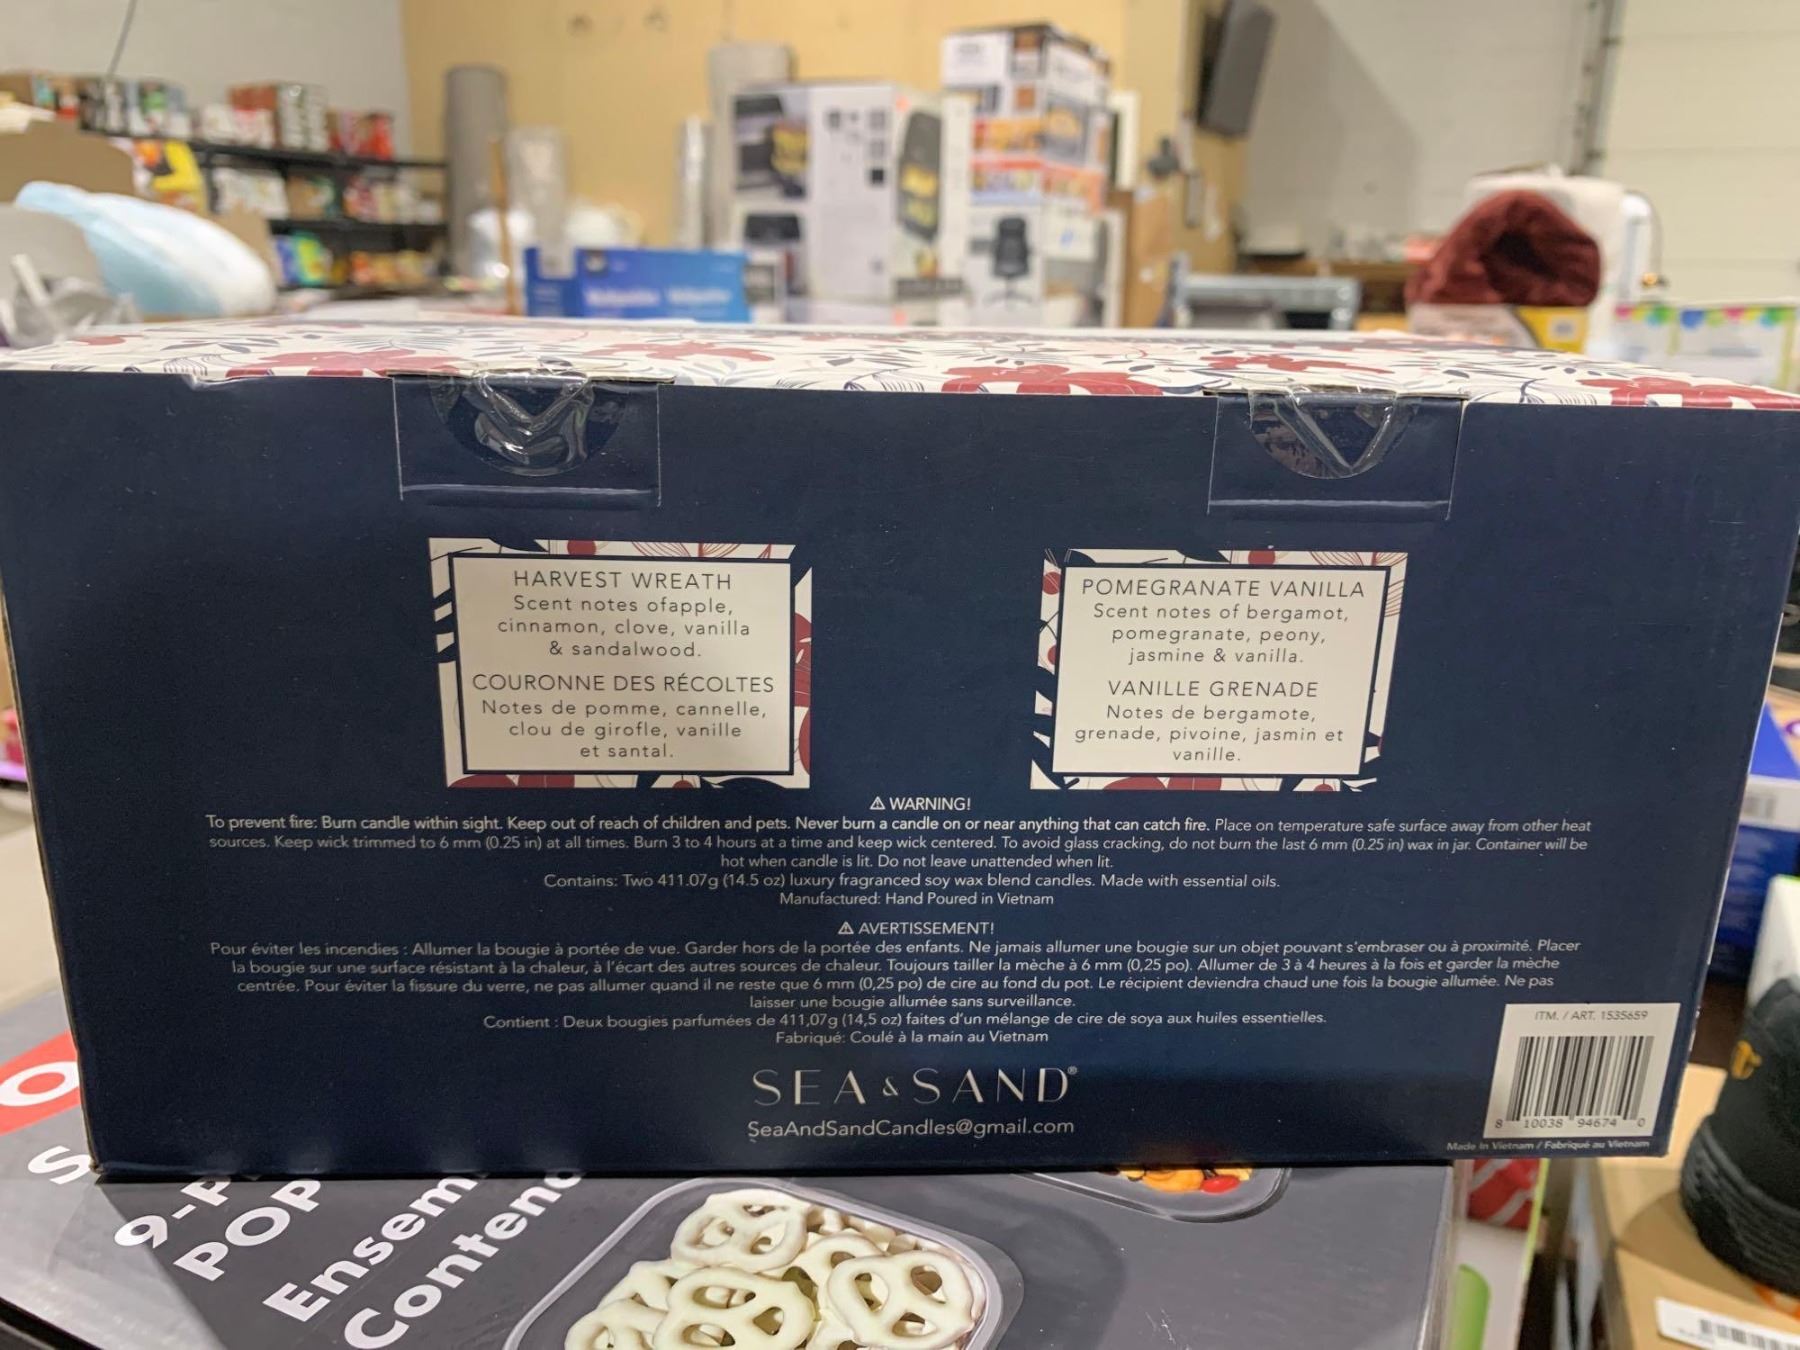 HARVEST WREATH
Scent notes ofapple,
cinnamon, clove, vanilla
& sandalwood.
COURONNE DES RÉCOLTES
Notes de pomme, cannelle,
clou de girofle, vanille
et santal.
POMEGRANATE VANILLA
Scent notes of bergamot,
pomegranate, peony,
jasmine & vanilla.
VANILLE GRENADE
Notes de bergamote,
grenade, pivoine, jasmin et
vanille.
⚠ WARNING!
To prevent fire: Burn candle within sight. Keep out of reach of children and pets. Never burn a candle on or near anything that can catch fire. Place on temperature safe surface away from other heat
sources. Keep wick trimmed to 6 mm (0.25 in) at all times. Burn 3 to 4 hours at a time and keep wick centered. To avoid glass cracking, do not burn the last 6 mm (0.25 in) wax in jar. Container will be
hot when candle is lit. Do not leave unattended when lit.
Contains: Two 411.07g (14.5 oz) luxury fragranced soy wax blend candles. Made with essential oils.
Manufactured: Hand Poured in Vietnam
⚠ AVERTISSEMENT!
Pour éviter les incendies : Allumer la bougie à portée de vue. Garder hors de la portée des enfants. Ne jamais allumer une bougie sur un objet pouvant s'embraser ou à proximité. Placer
la bougie sur une surface résistant à la chaleur, à l'écart des autres sources de chaleur. Toujours tailler la mèche à 6 mm (0,25 po). Allumer de 3 à 4 heures à la fois et garder la mèche
centrée. Pour éviter la fissure du verre, ne pas allumer quand il ne reste que 6 mm (0,25 po) de cire au fond du pot. Le récipient deviendra chaud une fois la bougie allumée. Ne pas
laisser une bougie allumée sans surveillance.
Contient : Deux bougies parfumées de 411,07g (14,5 oz) faites d'un mélange de cire de soya aux huiles essentielles.
Fabriqué: Coulé à la main au Vietnam
SEA & SAND®
SeaAndSandCandles@gmail.com
ITM. / ART. 1535659
8 10038 94674 0
Made in Vietnam / Fabriqué au Vietnam
O
S
9-P
POP
Ensem
Conten